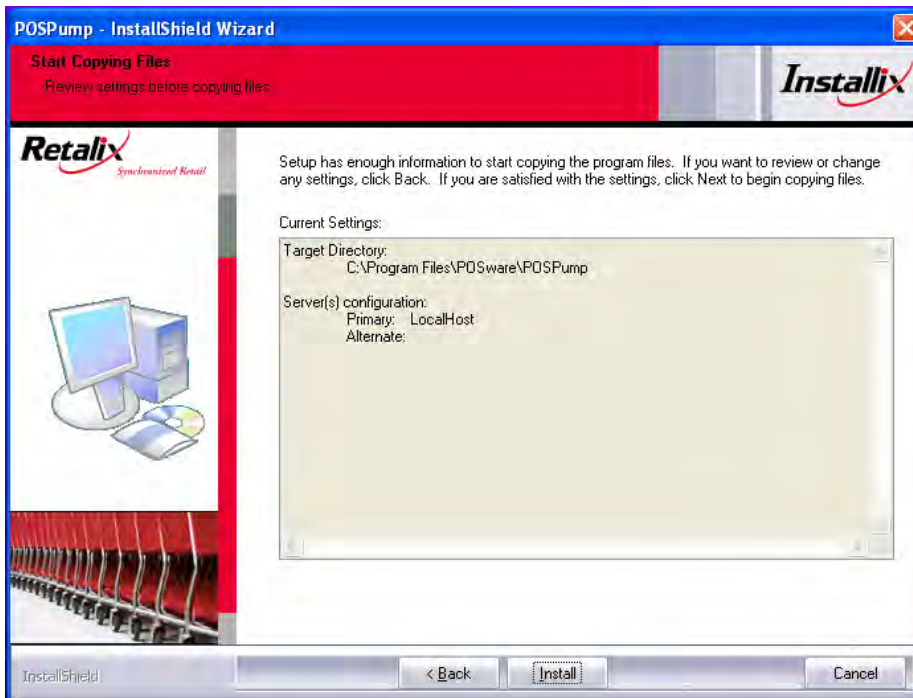 POSPump - InstallShield Wizard
Start Copying Files
Review settings before copying files.
Installix
Retalix
Synchronized Retail
Setup has enough information to start copying the program files. If you want to review or change
any settings, click Back. If you are satisfied with the settings, click Next to begin copying files.
Current Settings:
Target Directory:
C:\Program Files\POSware\POSPump
Server(s) configuration:
Primary: LocalHost
Alternate:
InstallShield
< Back
Install
Cancel